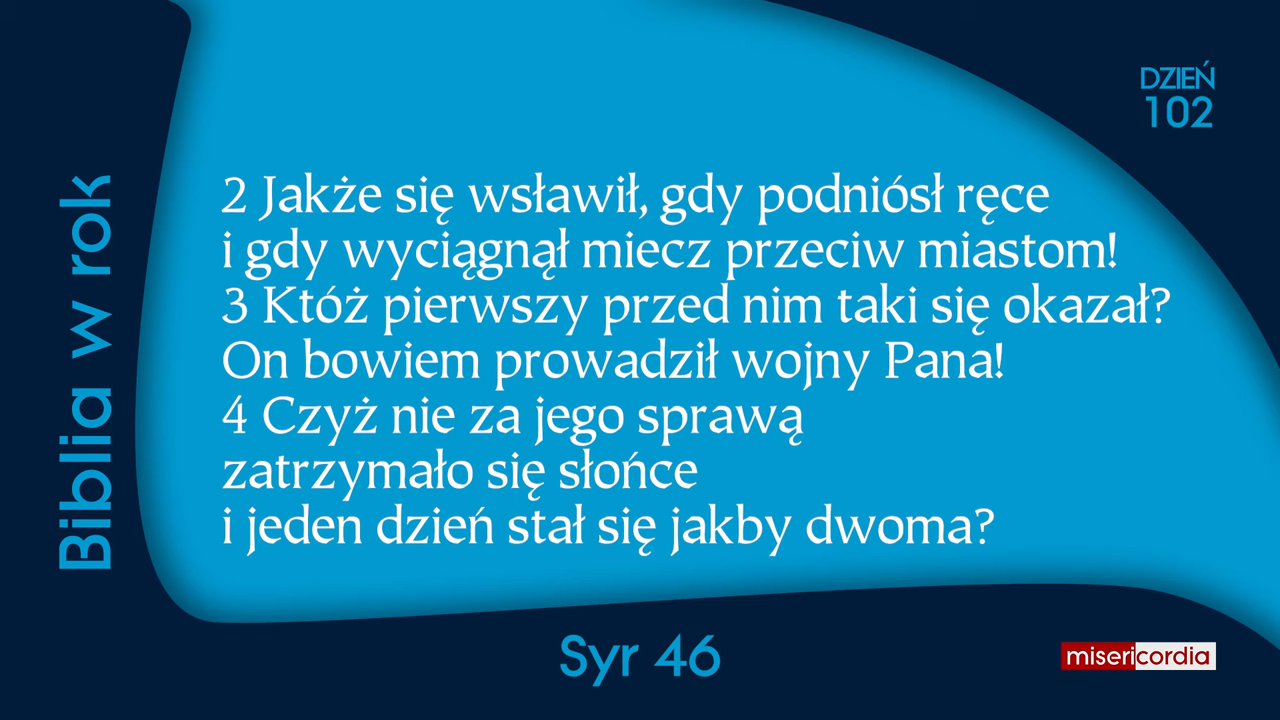 DZIEŃ
102
Biblia w rok
2 Jakże się wsławił, gdy podniósł ręce
i gdy wyciągnął miecz przeciw miastom!
3 Któż pierwszy przed nim taki się okazał?
On bowiem prowadził wojny Pana!
4 Czyż nie za jego sprawą
zatrzymało się słońce
i jeden dzień stał się jakby dwoma?
Syr 46
misericordia